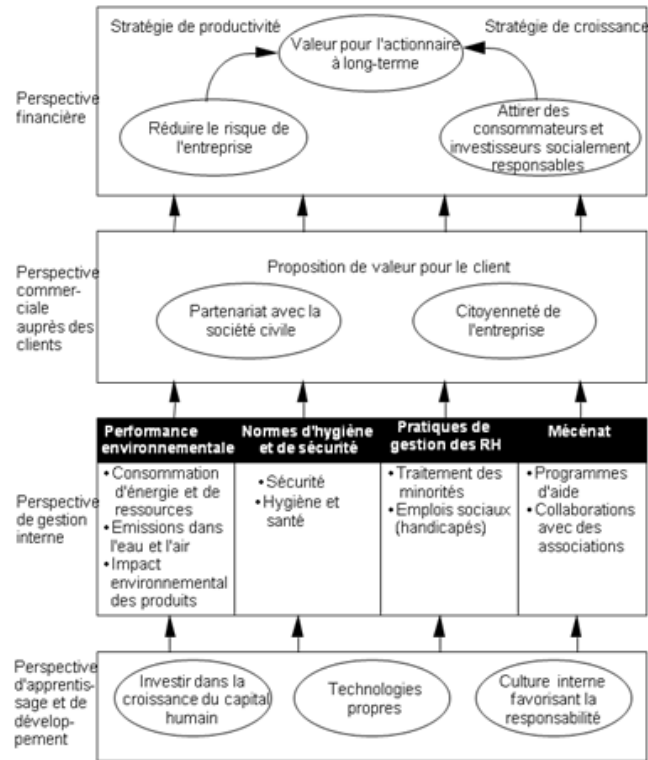 Stratégie de productivité
Stratégie de croissance
Valeur pour l'actionnaire
à long-terme
Perspective
financière
Réduire le risque de
l'entreprise
Attirer des
consommateurs et
investisseurs socialement
responsables
Perspective
commer-
ciale
auprès des
clients
Proposition de valeur pour le client
Partenariat avec la
société civile
Citoyenneté de
l'entreprise
Perspective
de gestion
interne
Performance
environnementale
• Consommation
d'énergie et de
ressources
• Emissions dans
l'eau et l'air
• Impact
environnemental
des produits
Normes d'hygiène
et de sécurité
• Sécurité
• Hygiène et
santé
Pratiques de
gestion des RH
• Traitement des
minorités
• Emplois sociaux
(handicapés)
Mécénat
• Programmes
d'aide
• Collaborations
avec des
associations
Perspective
d'apprentis-
sage et de
dévelop-
pement
Investir dans la
croissance du capital
humain
Technologies
propres
Culture interne
favorisant la
responsabilité